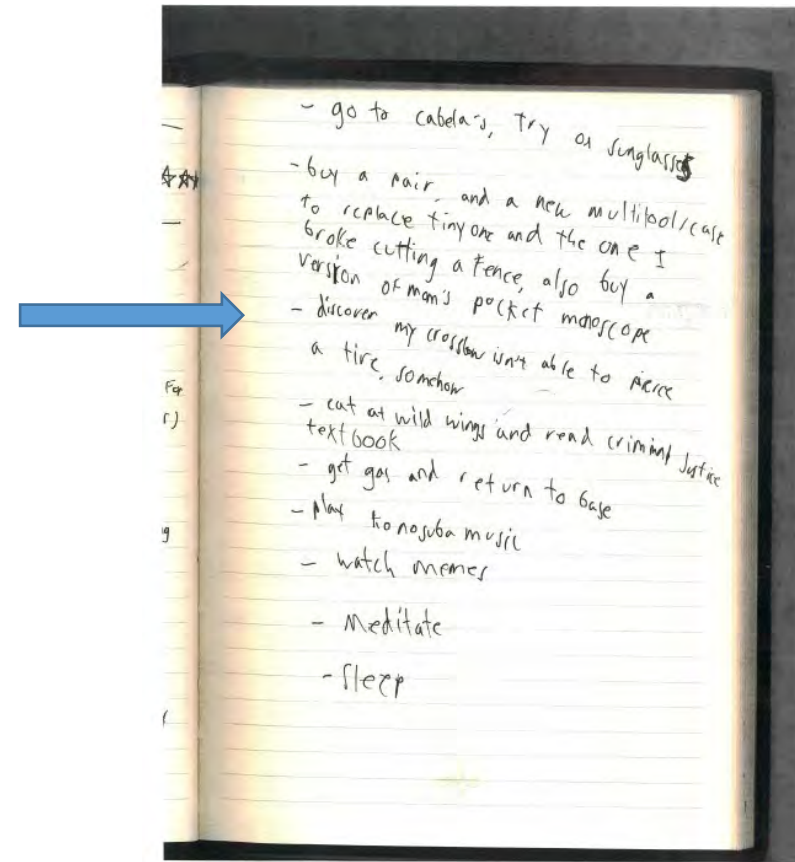 - go to cabela's, Try on sunglasses
- buy a pair, and a new multitool/case
to replace tiny one and the one I
broke cutting a fence, also buy a
version of mom's pocket monoscope
- discover my crossbow isn't able to pierce
a tire, somehow
- eat at wild wings and read criminal Justice
textbook
- get gas and return to base
- play konosuba music
- watch memes
- Meditate
- sleep
For
r)
g